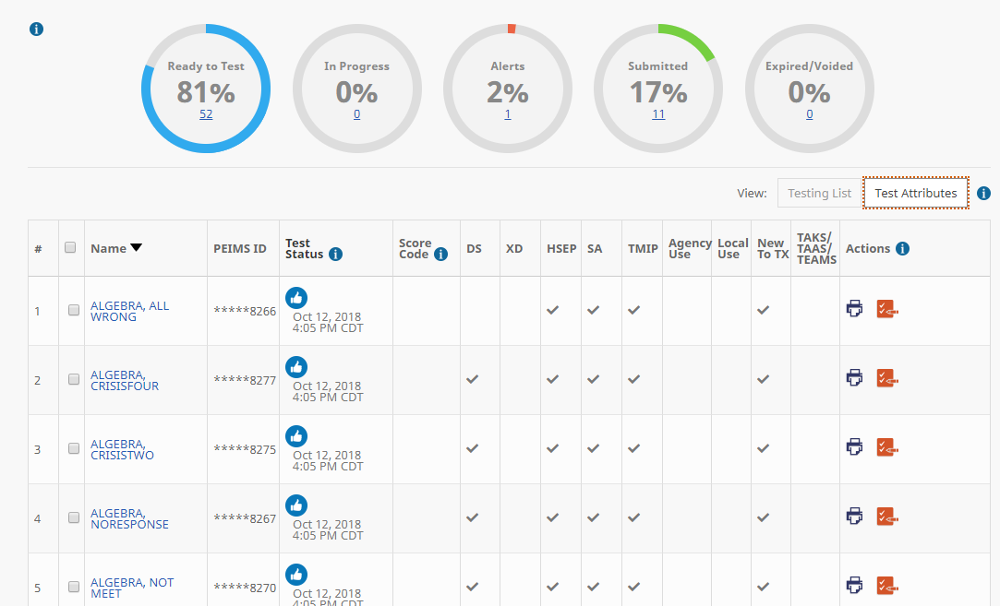 Ready to Test
81%
52
In Progress
0%
0
Alerts
2%
1
Submitted
17%
11
Expired/Voided
0%
0
View: Testing List Test Attributes
# Name PEIMS ID Test Status Score Code DS XD HSEP SA TMIP Agency Use Local Use New To TX TAKS/ TAAS/ TEAMS Actions
1 ALGEBRA, ALL WRONG *****8266 Oct 12, 2018 4:05 PM CDT
2 ALGEBRA, CRISISFOUR *****8277 Oct 12, 2018 4:05 PM CDT
3 ALGEBRA, CRISISTWO *****8275 Oct 12, 2018 4:05 PM CDT
4 ALGEBRA, NORESPONSE *****8267 Oct 12, 2018 4:05 PM CDT
5 ALGEBRA, NOT MEET *****8270 Oct 12, 2018 4:05 PM CDT